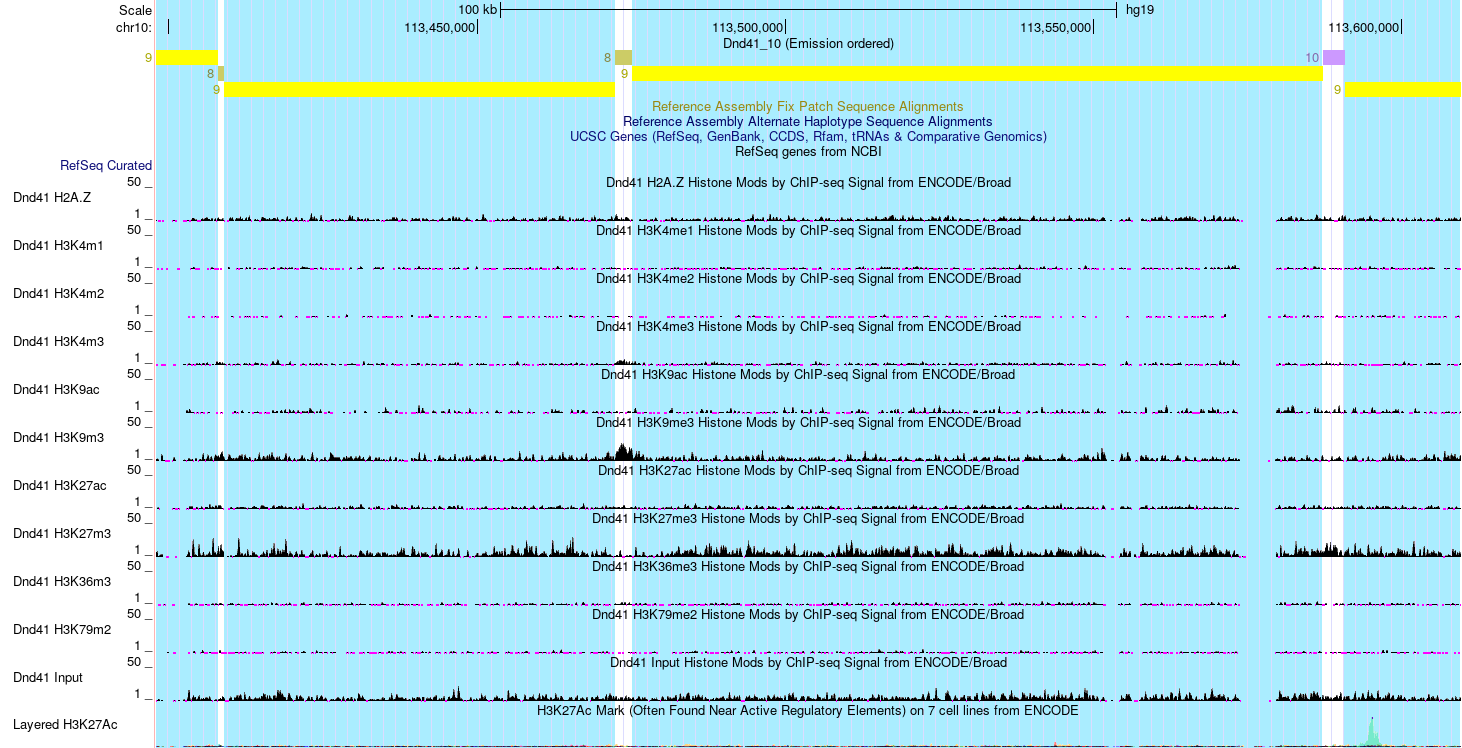 Scale 100 kb hg19
chr10: 113,450,000 113,500,000 113,550,000 113,600,000
Dnd41_10 (Emission ordered)
9 8 10
8 9
9 9
Reference Assembly Fix Patch Sequence Alignments
Reference Assembly Alternate Haplotype Sequence Alignments
UCSC Genes (RefSeq, GenBank, CCDS, Rfam, tRNAs & Comparative Genomics)
RefSeq genes from NCBI
RefSeq Curated
50 _ Dnd41 H2A.Z Histone Mods by ChIP-seq Signal from ENCODE/Broad
Dnd41 H2A.Z
1 _
50 _ Dnd41 H3K4me1 Histone Mods by ChIP-seq Signal from ENCODE/Broad
Dnd41 H3K4m1
1 _
50 _ Dnd41 H3K4me2 Histone Mods by ChIP-seq Signal from ENCODE/Broad
Dnd41 H3K4m2
1 _
50 _ Dnd41 H3K4me3 Histone Mods by ChIP-seq Signal from ENCODE/Broad
Dnd41 H3K4m3
1 _
50 _ Dnd41 H3K9ac Histone Mods by ChIP-seq Signal from ENCODE/Broad
Dnd41 H3K9ac
1 _
50 _ Dnd41 H3K9me3 Histone Mods by ChIP-seq Signal from ENCODE/Broad
Dnd41 H3K9m3
1 _
50 _ Dnd41 H3K27ac Histone Mods by ChIP-seq Signal from ENCODE/Broad
Dnd41 H3K27ac
1 _
50 _ Dnd41 H3K27me3 Histone Mods by ChIP-seq Signal from ENCODE/Broad
Dnd41 H3K27m3
1 _
50 _ Dnd41 H3K36me3 Histone Mods by ChIP-seq Signal from ENCODE/Broad
Dnd41 H3K36m3
1 _
50 _ Dnd41 H3K79me2 Histone Mods by ChIP-seq Signal from ENCODE/Broad
Dnd41 H3K79m2
1 _
50 _ Dnd41 Input Histone Mods by ChIP-seq Signal from ENCODE/Broad
Dnd41 Input
1 _
H3K27Ac Mark (Often Found Near Active Regulatory Elements) on 7 cell lines from ENCODE
Layered H3K27Ac